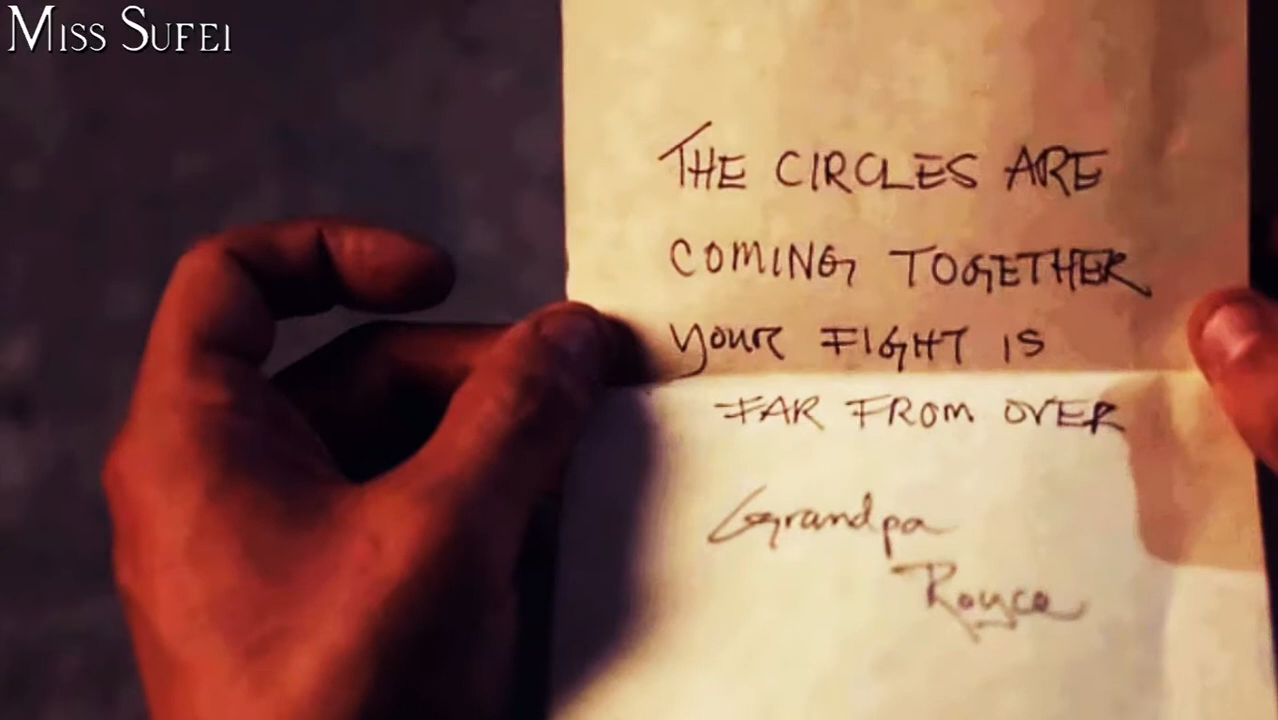 Miss Sufei
THE CIRCLES ARE
COMING TOGETHER
YOUR FIGHT IS
FAR FROM OVER
Grandpa
Royce